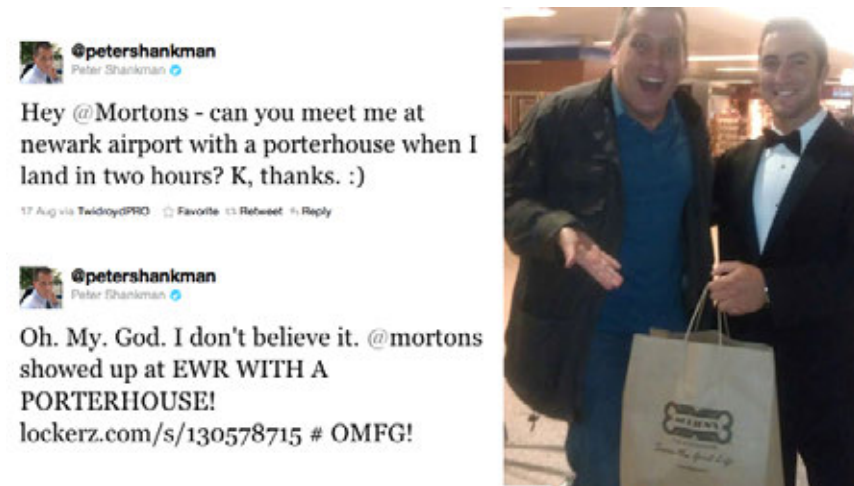 @petershankman
Peter Shankman
Hey @Mortons - can you meet me at
newark airport with a porterhouse when I
land in two hours? K, thanks. :)
17 Aug via TwidroydPRO Favorite Retweet Reply
@petershankman
Peter Shankman
Oh. My. God. I don't believe it. @mortons
showed up at EWR WITH A
PORTERHOUSE!
lockerz.com/s/130578715 # OMFG!